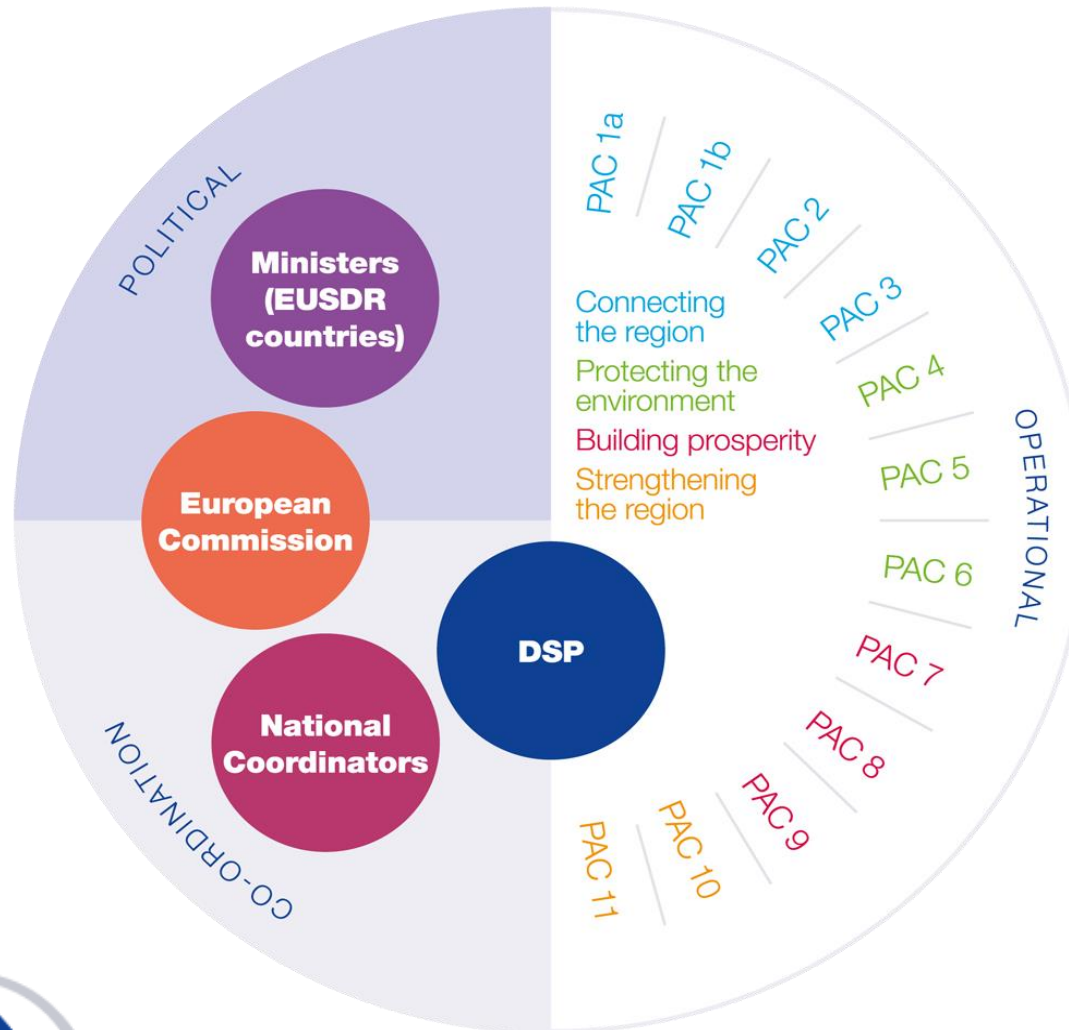 POLITICAL
Ministers
(EUSDR
countries)
European
Commission
National
Coordinators
CO-ORDINATION
DSP
Connecting
the region
Protecting the
environment
Building prosperity
Strengthening
the region
PAC 1a
PAC 1b
PAC 2
PAC 3
PAC 4
PAC 5
PAC 6
PAC 7
PAC 8
PAC 9
PAC 10
PAC 11
OPERATIONAL